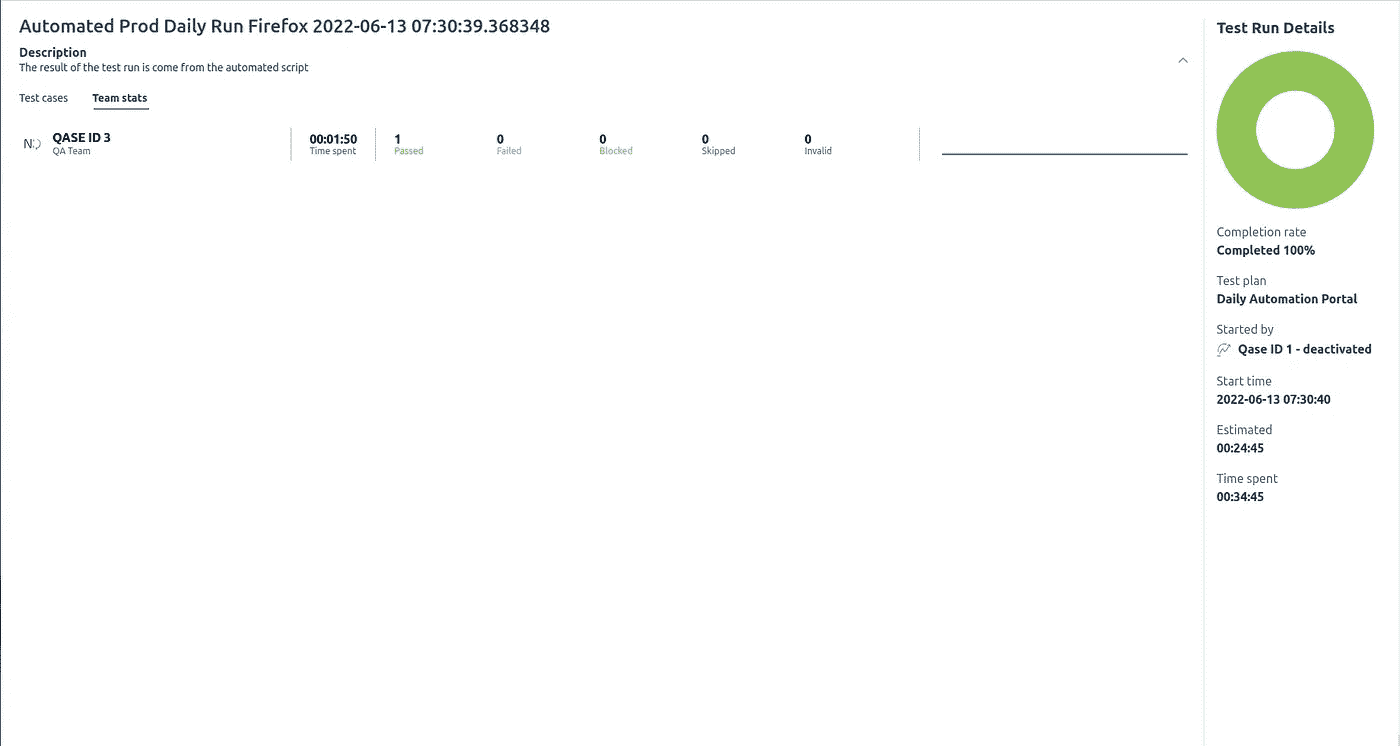 Automated Prod Daily Run Firefox 2022-06-13 07:30:39.368348
Description
The result of the test run is come from the automated script
Test cases Team stats
QASE ID 3
QA Team
00:01:50
Time spent
1
Passed
0
Failed
0
Blocked
0
Skipped
0
Invalid
Test Run Details
Completion rate
Completed 100%
Test plan
Daily Automation Portal
Started by
Qase ID 1 - deactivated
Start time
2022-06-13 07:30:40
Estimated
00:24:45
Time spent
00:34:45